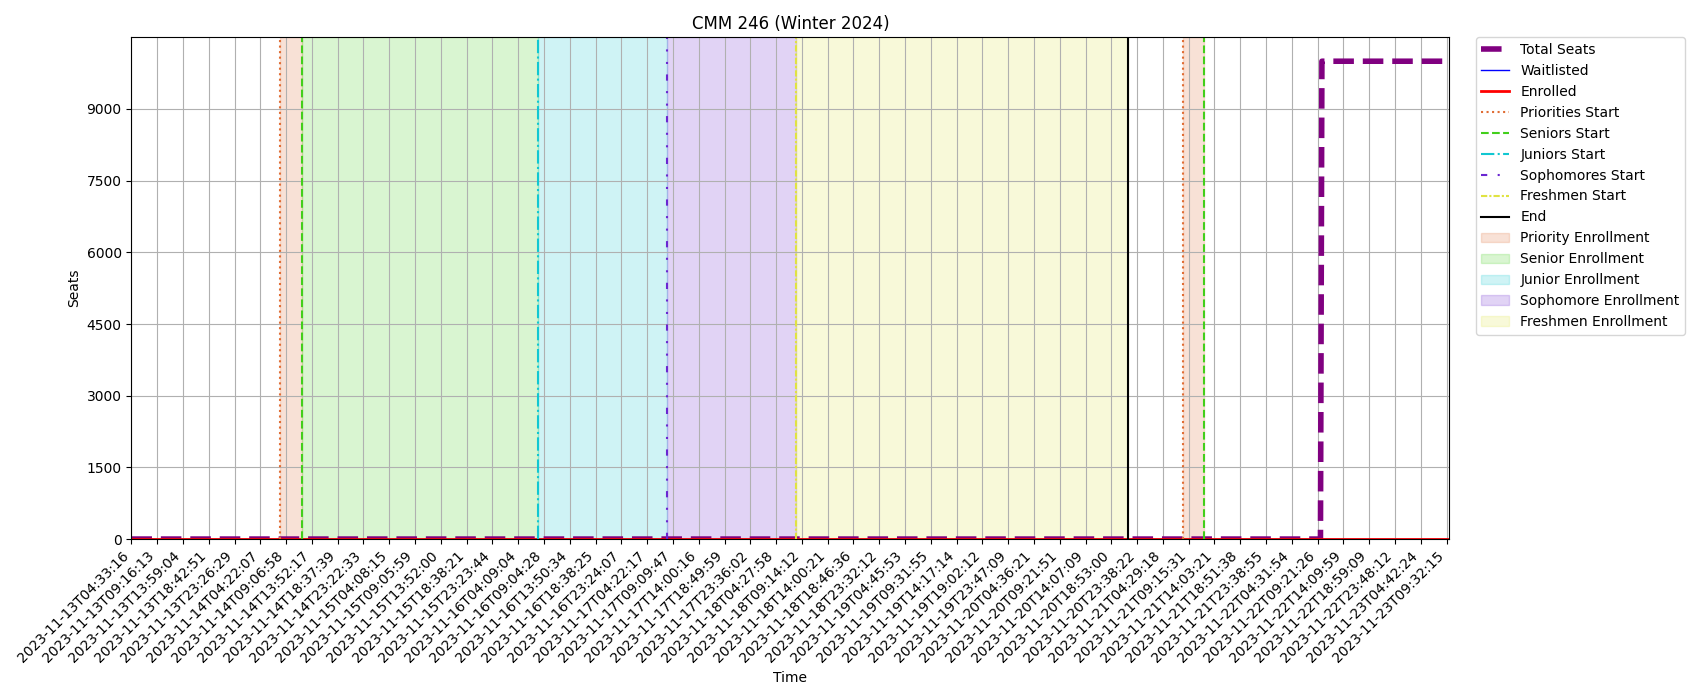 CMM 246 (Winter 2024)
Seats
9000
7500
6000
4500
3000
1500
0
2023-11-13T04:33:16
2023-11-13T09:16:13
2023-11-13T13:59:04
2023-11-13T18:42:51
2023-11-13T23:26:29
2023-11-14T04:22:07
2023-11-14T09:06:58
2023-11-14T13:52:17
2023-11-14T18:37:39
2023-11-14T23:22:33
2023-11-15T04:08:15
2023-11-15T09:05:59
2023-11-15T13:52:00
2023-11-15T18:38:21
2023-11-15T23:23:44
2023-11-16T04:09:04
2023-11-16T09:04:28
2023-11-16T13:50:34
2023-11-16T18:38:25
2023-11-16T23:24:07
2023-11-17T04:22:17
2023-11-17T09:09:47
2023-11-17T14:00:16
2023-11-17T18:49:59
2023-11-17T23:36:02
2023-11-18T04:27:58
2023-11-18T09:14:12
2023-11-18T14:00:21
2023-11-18T18:46:36
2023-11-18T23:32:12
2023-11-19T04:45:53
2023-11-19T09:31:55
2023-11-19T14:17:14
2023-11-19T19:02:12
2023-11-19T23:47:09
2023-11-20T04:36:21
2023-11-20T09:21:51
2023-11-20T14:07:09
2023-11-20T18:53:00
2023-11-20T23:38:22
2023-11-21T04:29:18
2023-11-21T09:15:31
2023-11-21T14:03:21
2023-11-21T18:51:38
2023-11-21T23:38:55
2023-11-22T04:31:54
2023-11-22T09:21:26
2023-11-22T14:09:59
2023-11-22T18:59:09
2023-11-22T23:48:12
2023-11-23T04:42:24
2023-11-23T09:32:15
Time
Total Seats
Waitlisted
Enrolled
Priorities Start
Seniors Start
Juniors Start
Sophomores Start
Freshmen Start
End
Priority Enrollment
Senior Enrollment
Junior Enrollment
Sophomore Enrollment
Freshmen Enrollment